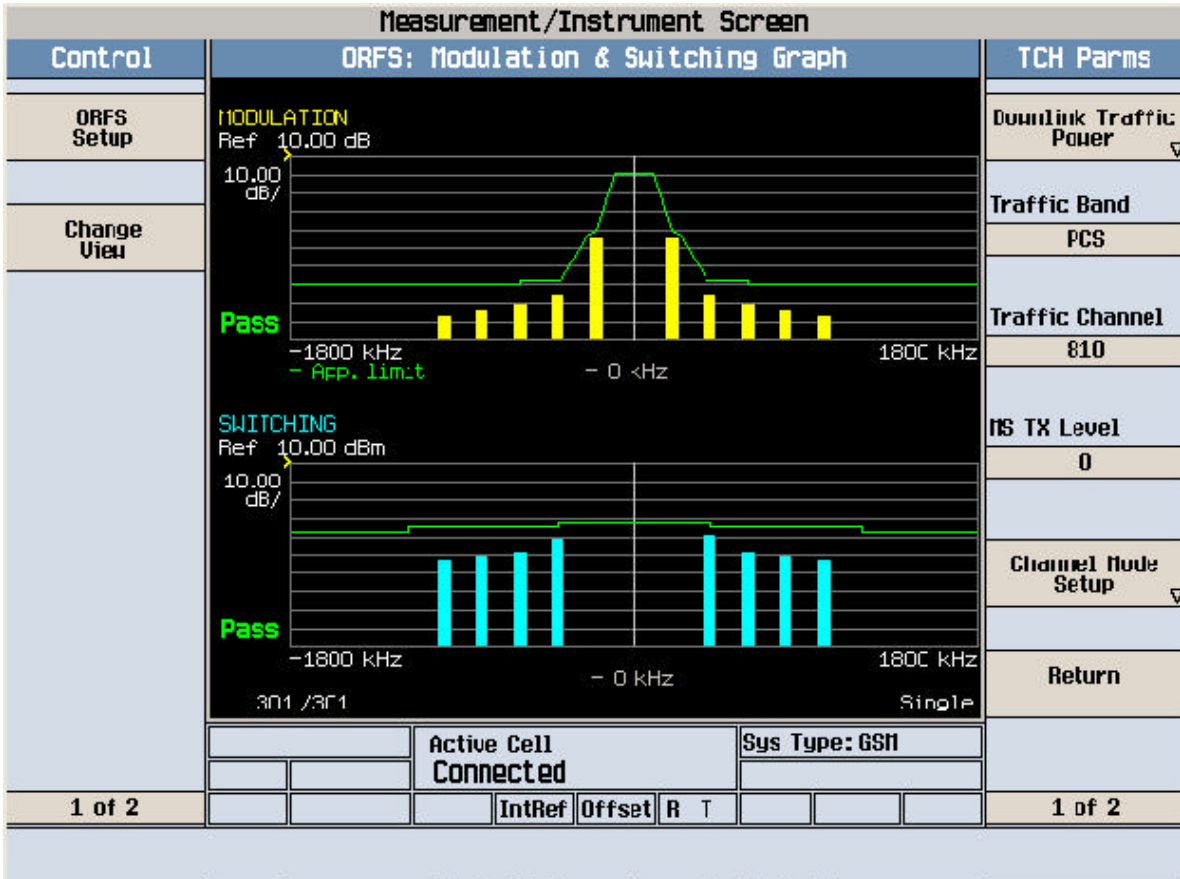 Measurement/Instrument Screen
Control
ORFS: Modulation & Switching Graph
TCH Parms
ORFS
Setup
Change
View
1 of 2
MODULATION
Ref 10.00 dB
10.00
dB/
Pass
-1800 kHz
1800 kHz
- App. limit
- 0 kHz
SWITCHING
Ref 10.00 dBm
10.00
dB/
Pass
-1800 kHz
1800 kHz
- 0 kHz
301 /301
Single
Active Cell
Connected
Sys Type: GSM
IntRef
Offset
R T
Downlink Traffic
Power
Traffic Band
PCS
Traffic Channel
810
MS TX Level
0
Channel Mode
Setup
Return
1 of 2